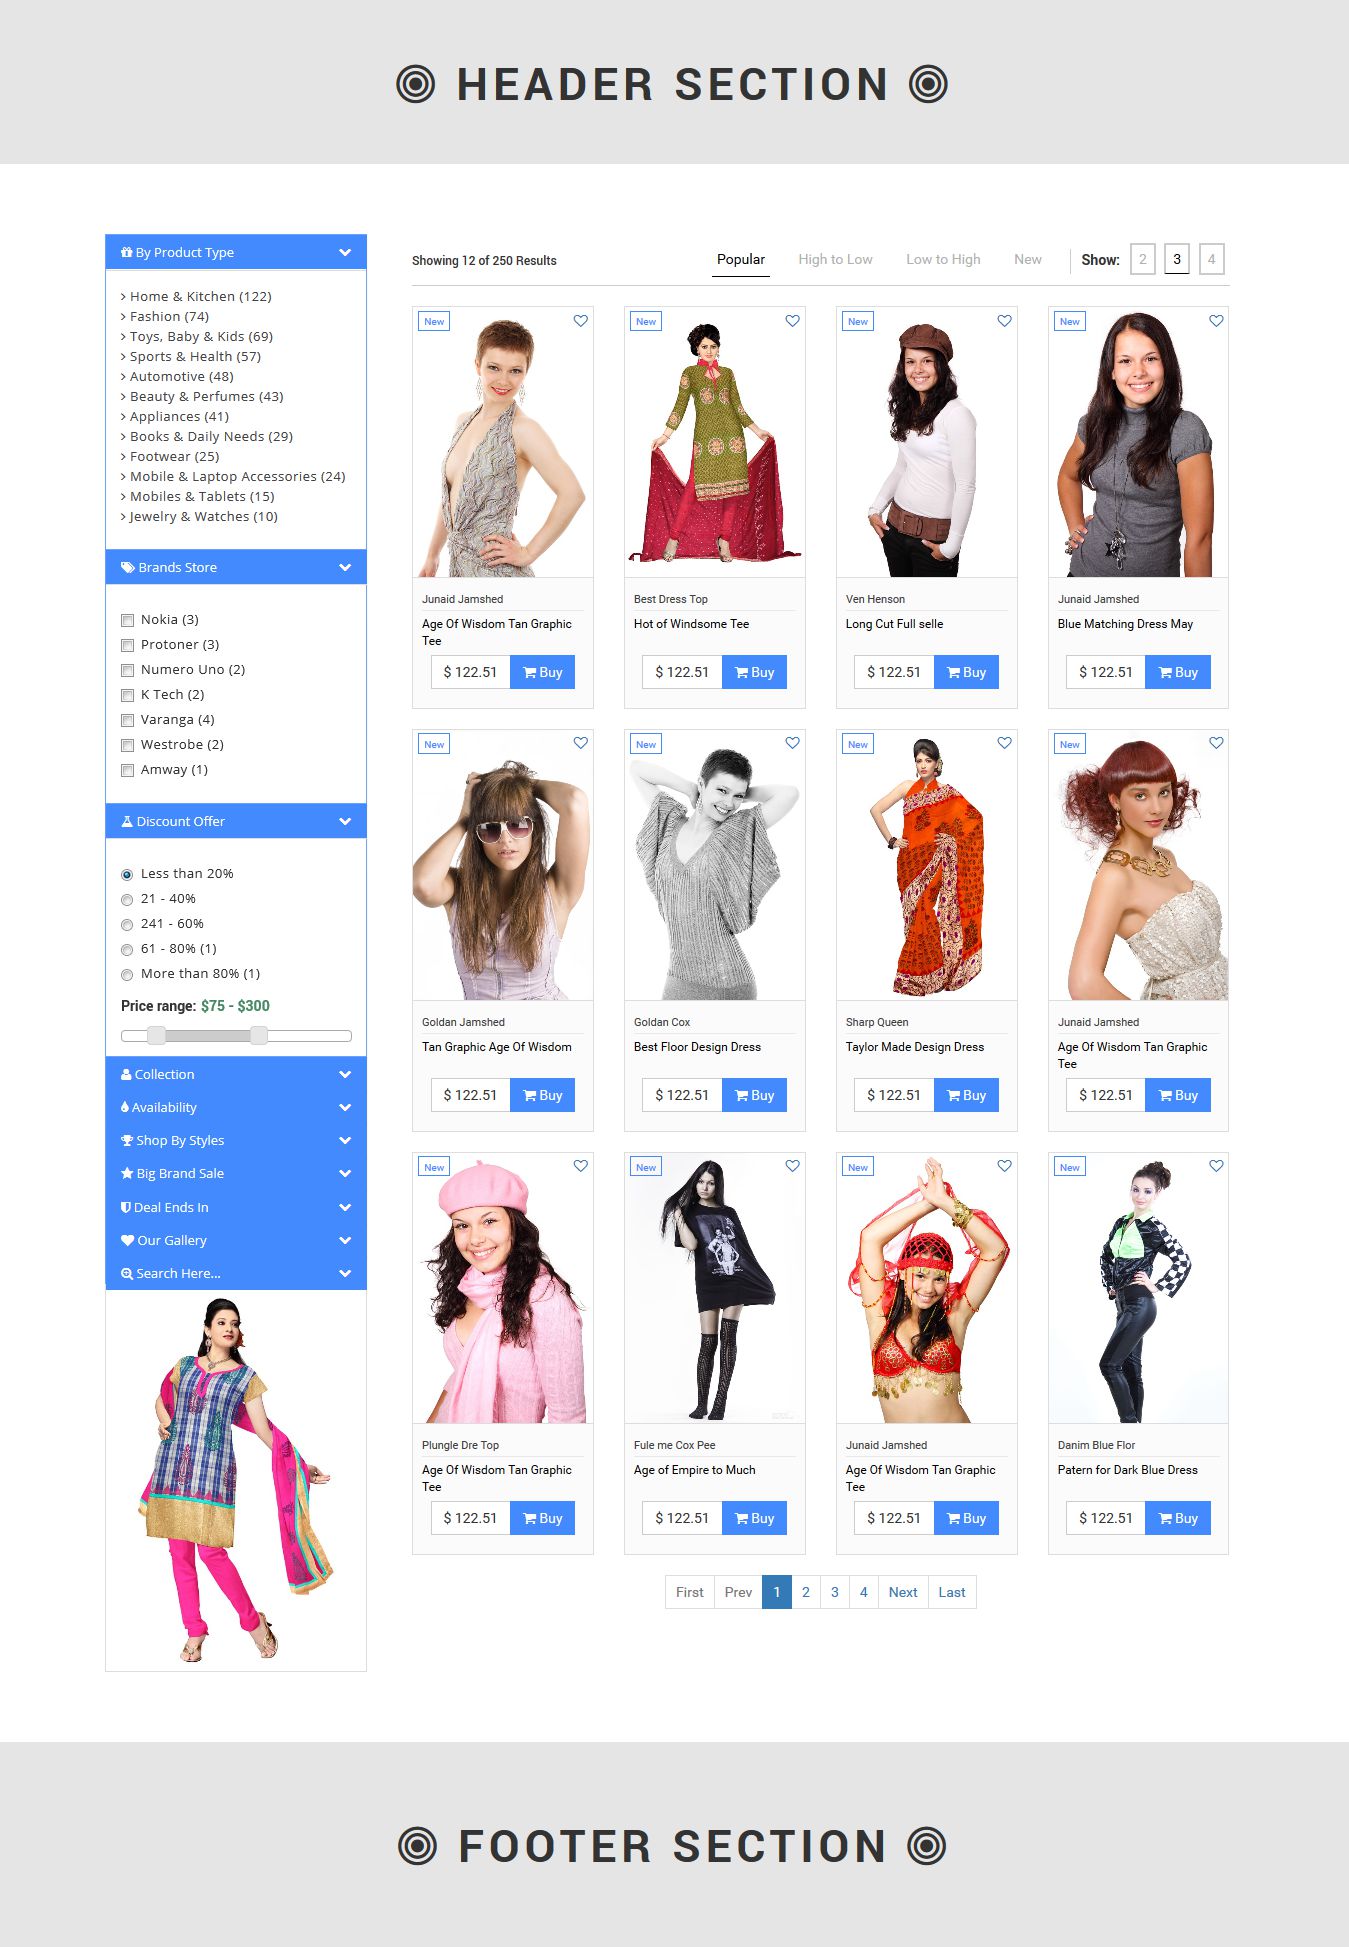 HEADER SECTION
By Product Type
Home & Kitchen (122)
Fashion (74)
Toys, Baby & Kids (69)
Sports & Health (57)
Automotive (48)
Beauty & Perfumes (43)
Appliances (41)
Books & Daily Needs (29)
Footwear (25)
Mobile & Laptop Accessories (24)
Mobiles & Tablets (15)
Jewelry & Watches (10)
Brands Store
Nokia (3)
Protoner (3)
Numero Uno (2)
K Tech (2)
Varanga (4)
Westrobe (2)
Amway (1)
Discount Offer
Less than 20%
21 - 40%
241 - 60%
61 - 80% (1)
More than 80% (1)
Price range: $75 - $300
Collection
Availability
Shop By Styles
Big Brand Sale
Deal Ends In
Our Gallery
Search Here...
Showing 12 of 250 Results
Popular High to Low Low to High New Show: 2 3 4
New New New New
Junaid Jamshed
Age Of Wisdom Tan Graphic
Tee
$ 122.51 Buy
Best Dress Top
Hot of Windsome Tee
$ 122.51 Buy
Ven Henson
Long Cut Full selle
$ 122.51 Buy
Junaid Jamshed
Blue Matching Dress May
$ 122.51 Buy
New New New New
Goldan Jamshed
Tan Graphic Age Of Wisdom
$ 122.51 Buy
Goldan Cox
Best Floor Design Dress
$ 122.51 Buy
Sharp Queen
Taylor Made Design Dress
$ 122.51 Buy
Junaid Jamshed
Age Of Wisdom Tan Graphic
Tee
$ 122.51 Buy
New New New New
Plungle Dre Top
Age Of Wisdom Tan Graphic
Tee
$ 122.51 Buy
Fule me Cox Pee
Age of Empire to Much
$ 122.51 Buy
Junaid Jamshed
Age Of Wisdom Tan Graphic
Tee
$ 122.51 Buy
Danim Blue Flor
Patern for Dark Blue Dress
$ 122.51 Buy
First Prev 1 2 3 4 Next Last
FOOTER SECTION